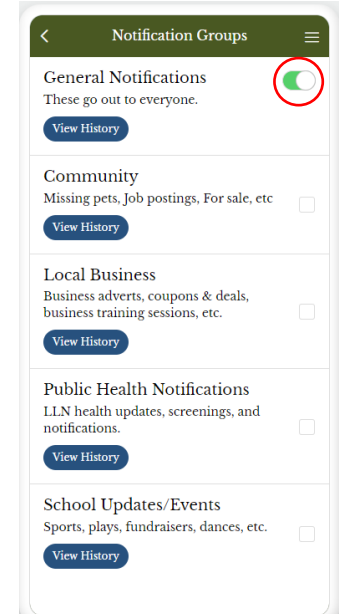 Notification Groups
General Notifications
These go out to everyone.
View History
Community
Missing pets, Job postings, For sale, etc
View History
Local Business
Business adverts, coupons & deals,
business training sessions, etc.
View History
Public Health Notifications
LLN health updates, screenings, and
notifications.
View History
School Updates/Events
Sports, plays, fundraisers, dances, etc.
View History